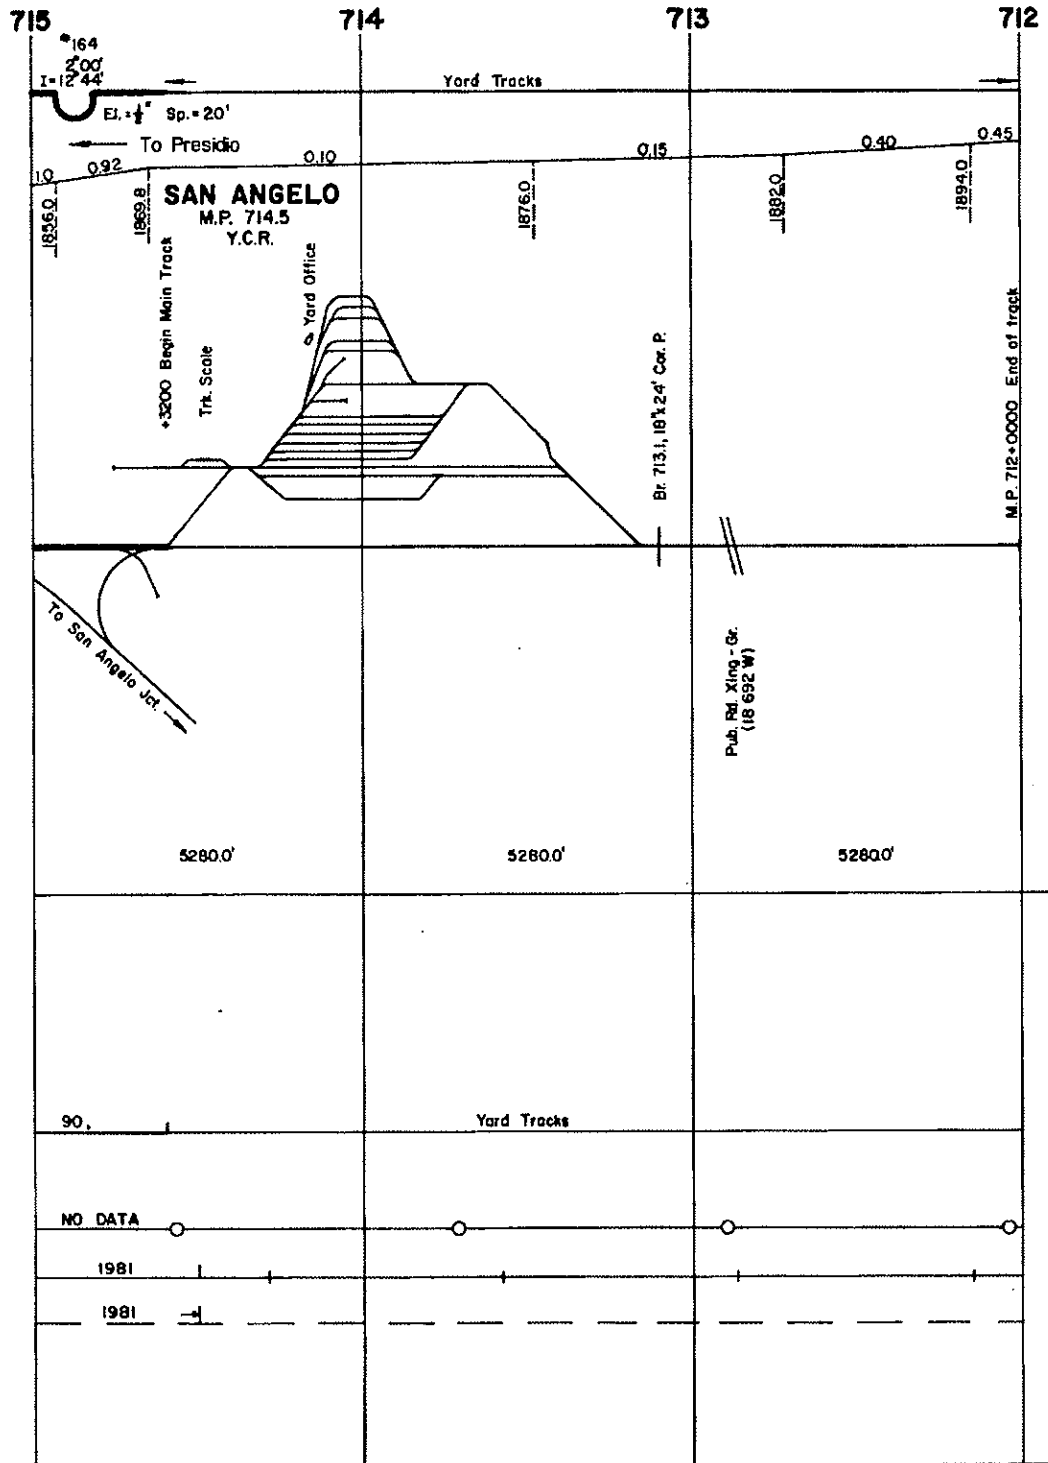 715 714 713 712
#164
2°00'
I=12°44'
Yard Tracks
El.=½" Sp.=20'
To Presidio
1.0 0.92 0.10 0.15 0.40 0.45
1856.0
1869.8
1876.0
1882.0
1894.0
SAN ANGELO
M.P. 714.5
Y.C.R.
+3200 Begin Main Track
Trk. Scale
Yard Office
Br. 713.1, 18"x24' Cor. P.
M.P. 712+0000 End of track
To San Angelo Jct.
Pub. Rd. Xing - Gr.
(18 692 W)
5280.0' 5280.0' 5280.0'
90.
Yard Tracks
NO DATA
1981
1981